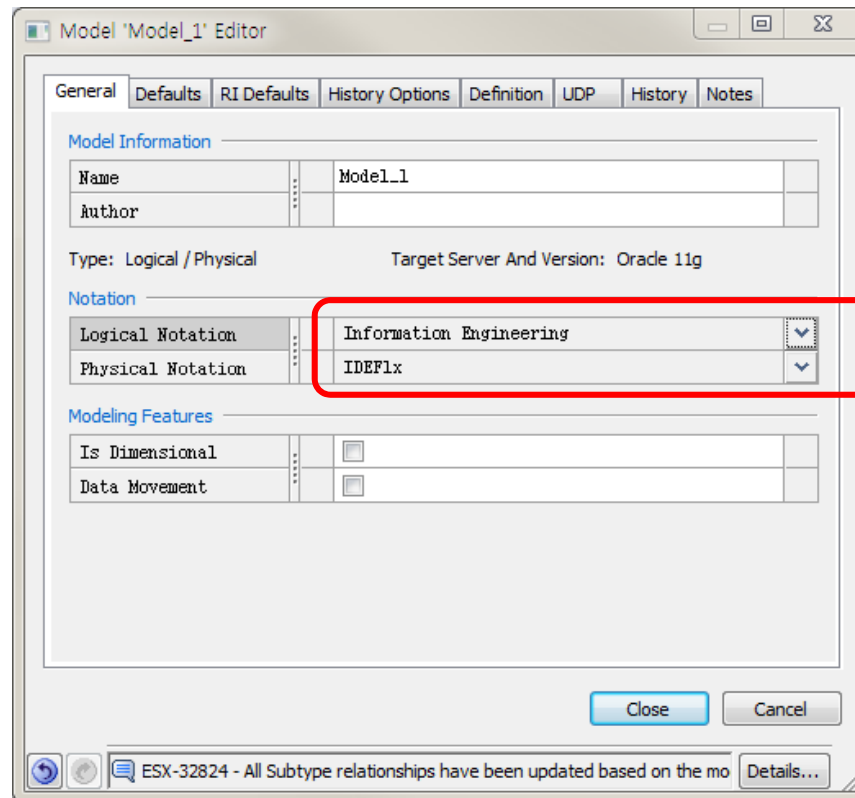 Model 'Model_1' Editor
General Defaults RI Defaults History Options Definition UDP History Notes
Model Information
Name Model_1
Author
Type: Logical / Physical Target Server And Version: Oracle 11g
Notation
Logical Notation Information Engineering
Physical Notation IDEF1x
Modeling Features
Is Dimensional
Data Movement
Close Cancel
ESX-32824 - All Subtype relationships have been updated based on the mo Details...